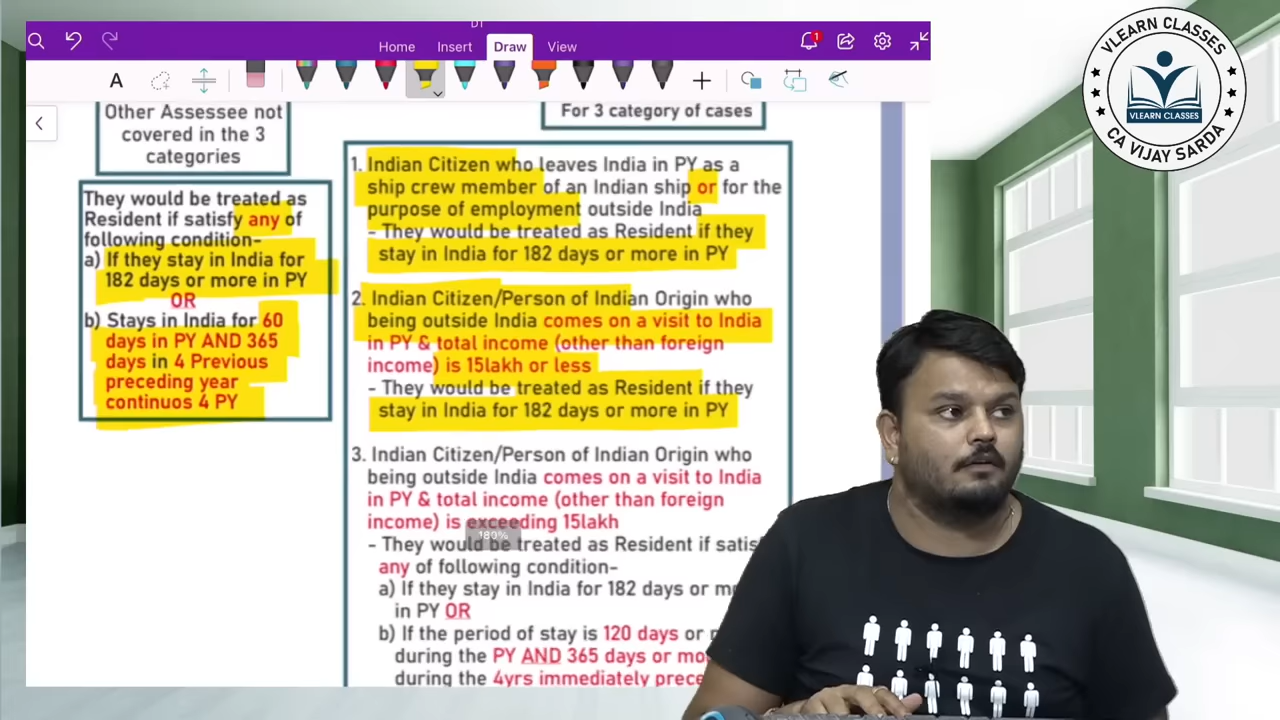 Home Insert Draw View
1
A
Other Assessee not
covered in the 3
categories
They would be treated as
Resident if satisfy any of
following condition-
a) If they stay in India for
182 days or more in PY
OR
b) Stays in India for 60
days in PY AND 365
days in 4 Previous
preceding year
continuos 4 PY
For 3 category of cases
1. Indian Citizen who leaves India in PY as a
ship crew member of an Indian ship or for the
purpose of employment outside India
- They would be treated as Resident if they
stay in India for 182 days or more in PY
2. Indian Citizen/Person of Indian Origin who
being outside India comes on a visit to India
in PY & total income (other than foreign
income) is 15lakh or less
- They would be treated as Resident if they
stay in India for 182 days or more in PY
3. Indian Citizen/Person of Indian Origin who
being outside India comes on a visit to India
in PY & total income (other than foreign
income) is exceeding 15lakh
180%
- They would be treated as Resident if
any of following condition-
a) If they stay in India for 182 days or
in PY OR
b) If the period of stay is 120 days or
during the PY AND 365 days or
during the 4yrs immediately
VLEARN CLASSES
VLEARN CLASSES
CA VIJAY SARDA